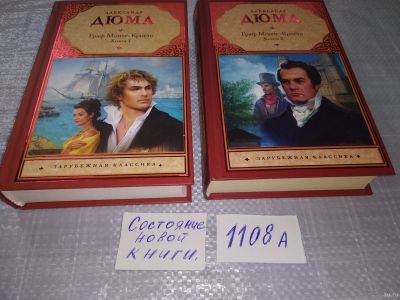 АЛЕКСАНДР
ДЮМА
Граф Монте-Кристо
Книга 1
ЗАРУБЕЖНАЯ КЛАССИКА
АЛЕКСАНДР
ДЮМА
Граф Монте-Кристо
Книга 2
ЗАРУБЕЖНАЯ КЛАССИКА
Состояние
новой
книги.
1108 А